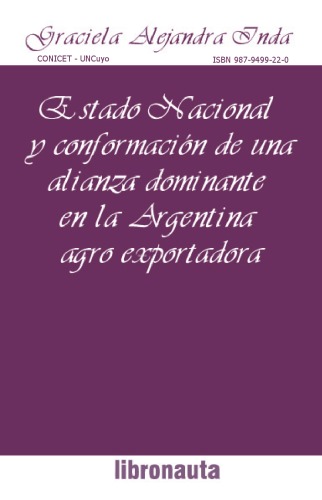 Graciela Alejandra Inda
CONICET - UNCuyo ISBN 987-9499-22-0
Estado Nacional
y conformación de una
alianza dominante
en la Argentina
agro exportadora
libronauta